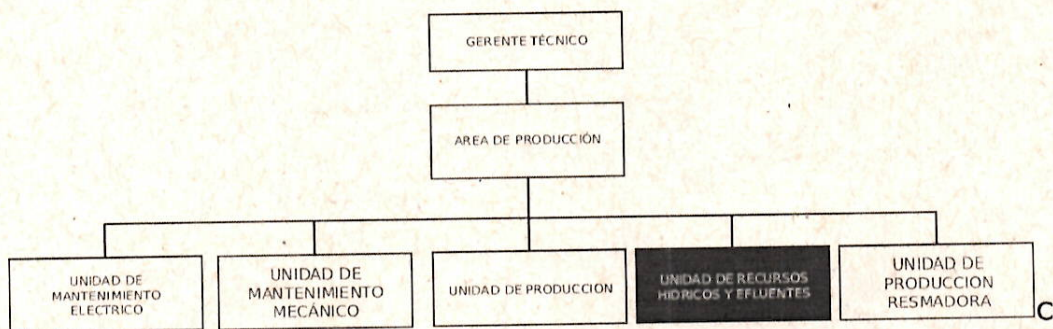 GERENTE TÉCNICO
AREA DE PRODUCCIÓN
UNIDAD DE
MANTENIMIENTO
ELECTRICO
UNIDAD DE
MANTENIMIENTO
MECÁNICO
UNIDAD DE PRODUCCION
UNIDAD DE RECURSOS
HIDRICOS Y EFLUENTES
UNIDAD DE
PRODUCCION
RESMADORA
C